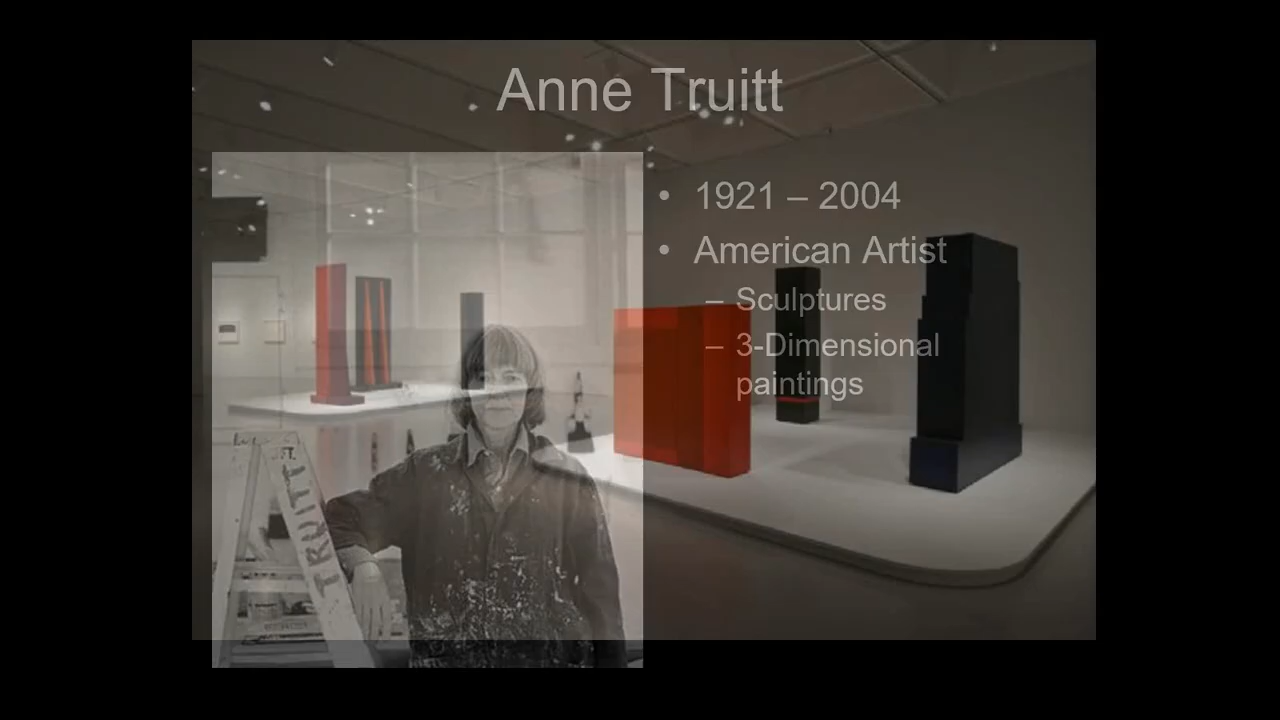 Anne Truitt
• 1921 – 2004
• American Artist
– Sculptures
– 3-Dimensional
paintings
TRUITT